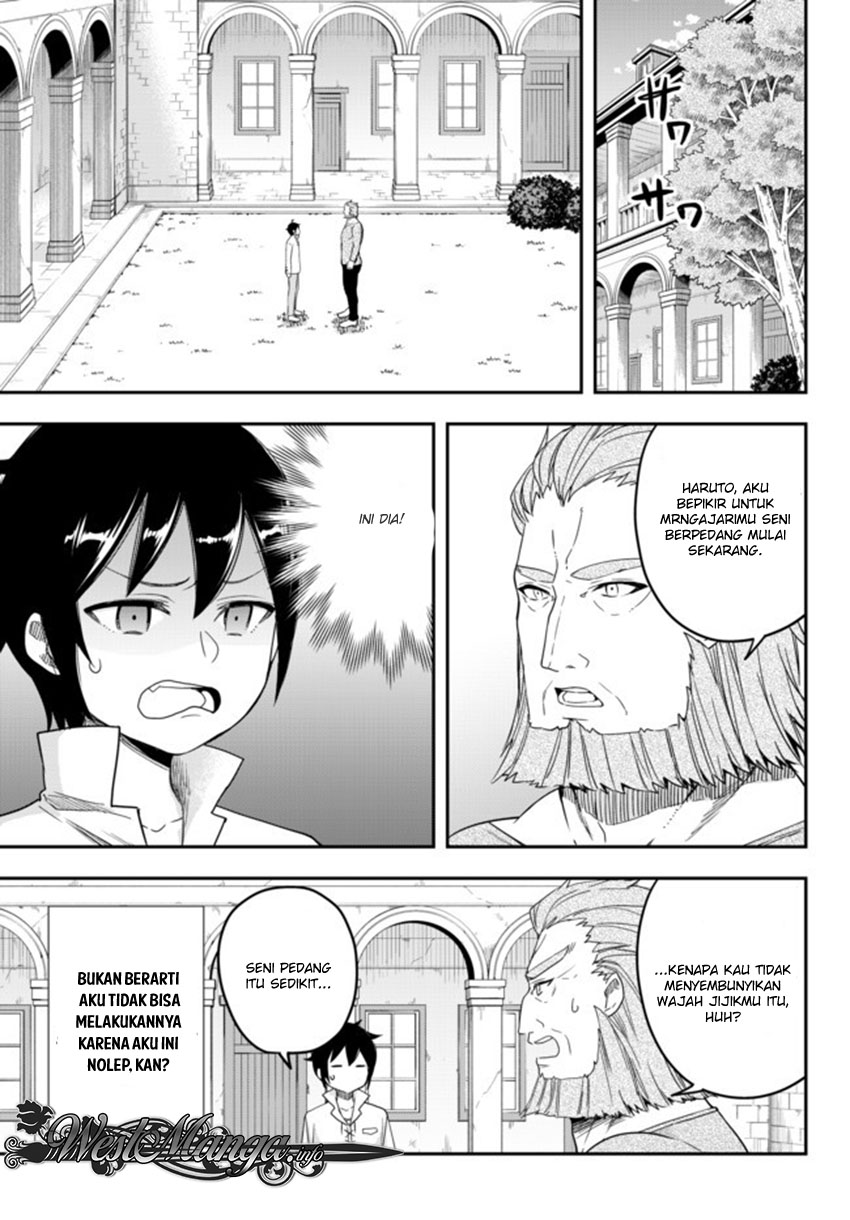 ザワ
ザワ
HARUTO, AKU
BEPIKIR UNTUK
MRNGAJARIMU SENI
BERPEDANG MULAI
SEKARANG.
INI DIA!
...KENAPA KAU TIDAK
MENYEMBUNYIKAN
WAJAH JIJIKMU ITU,
HUH?
SENI PEDANG
ITU SEDIKIT...
BUKAN BERARTI
AKU TIDAK BISA
MELAKUKANNYA
KARENA AKU INI
NOLEP, KAN?
WestManga.info